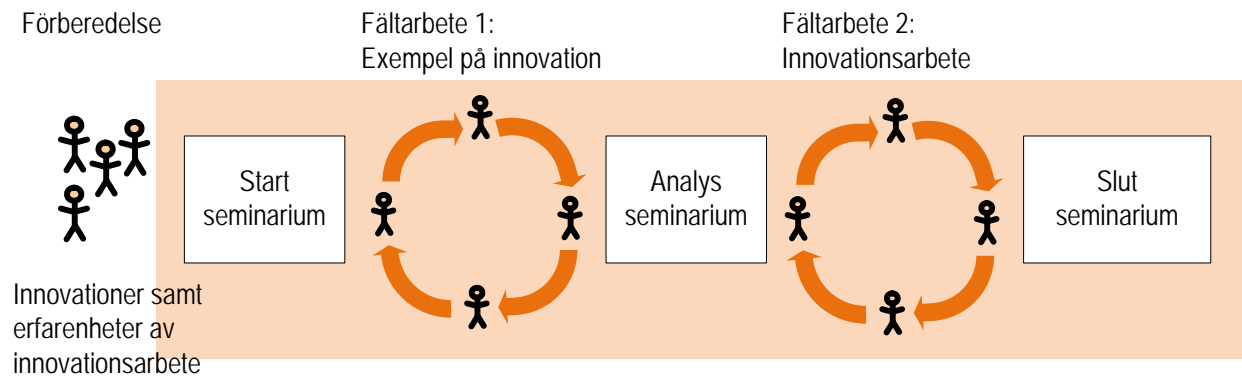 Förberedelse
Fältarbete 1:
Exempel på innovation
Fältarbete 2:
Innovationsarbete
Start
seminarium
Analys
seminarium
Slut
seminarium
Innovationer samt
erfarenheter av
innovationsarbete